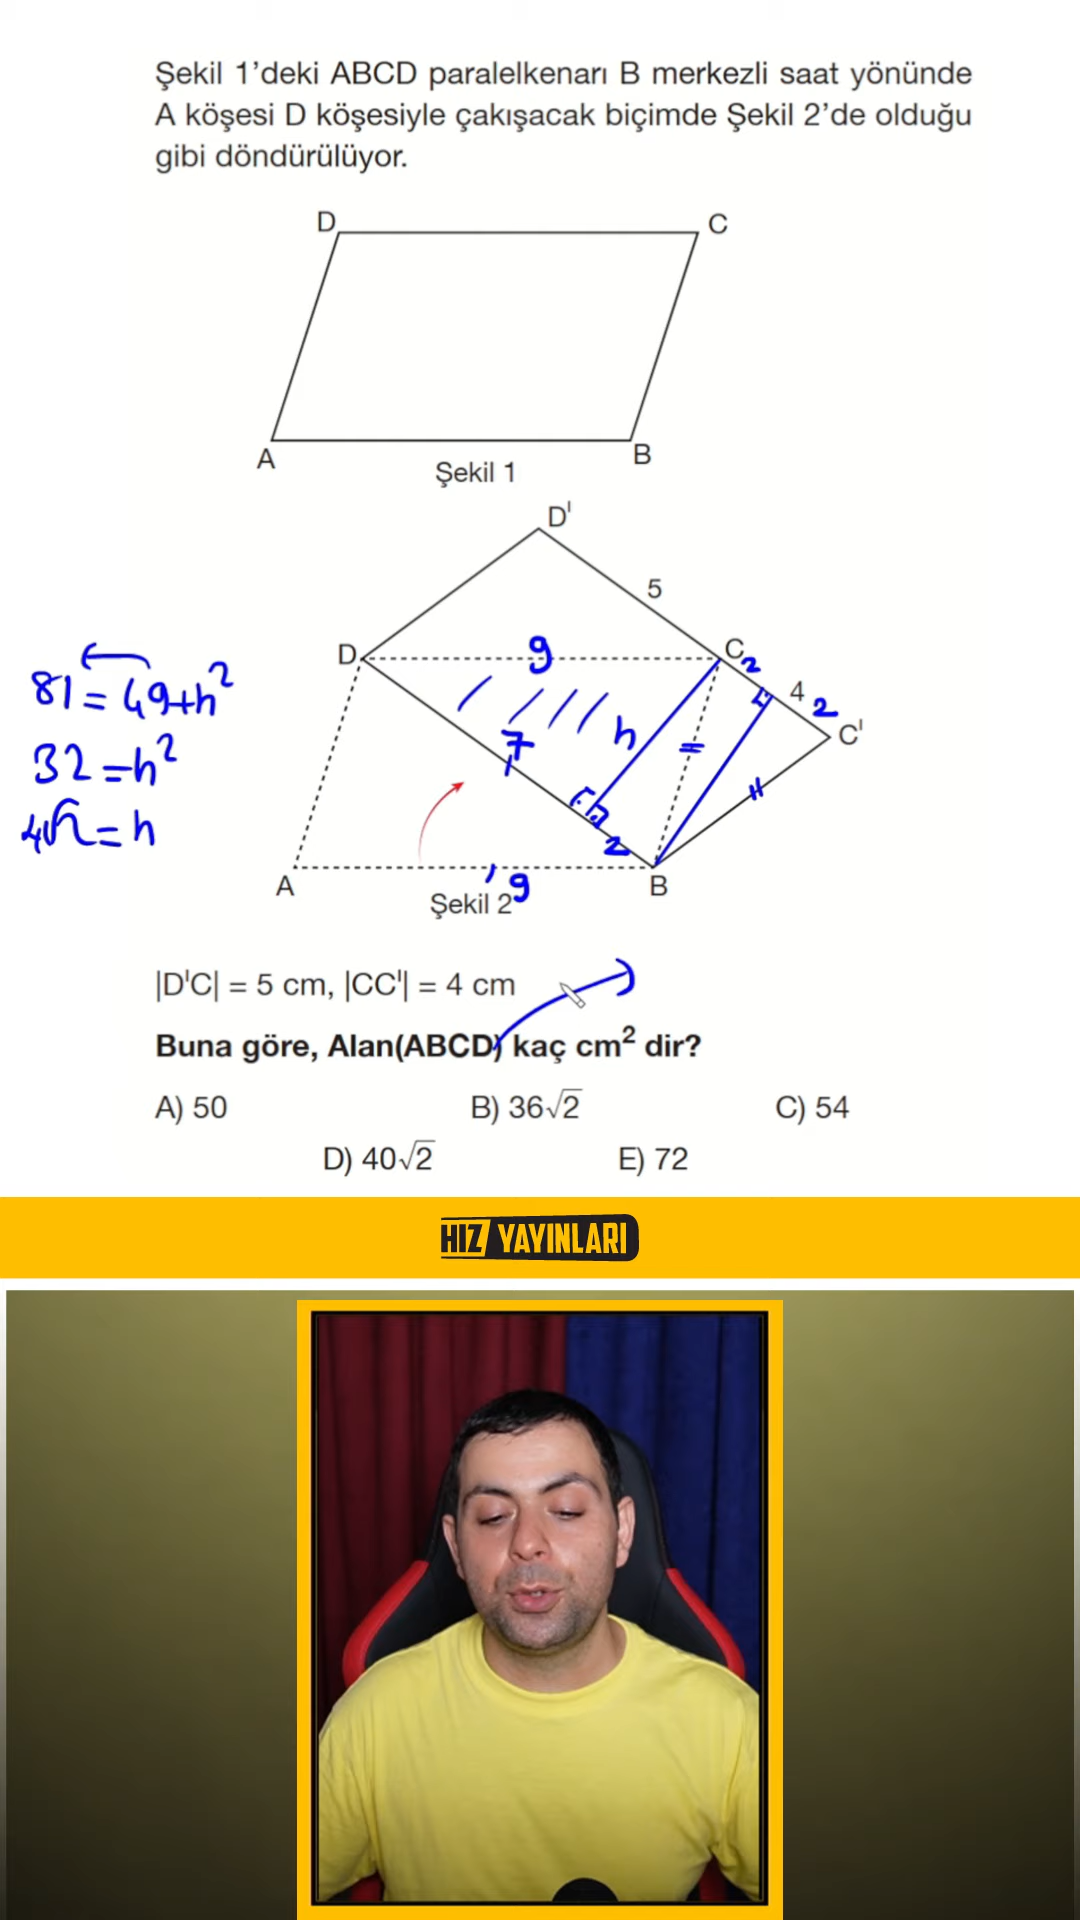 Şekil 1’deki ABCD paralelkenarı B merkezli saat yönünde
A köşesi D köşesiyle çakışacak biçimde Şekil 2’de olduğu
gibi döndürülüyor.
D
C
A
B
Şekil 1
D'
5
D
9
C
2
4
2
C'
81 = 49+h²
7
h
32 = h²
4√2 = h
2
A
9
B
Şekil 2
|D'C| = 5 cm, |CC'| = 4 cm
Buna göre, Alan(ABCD) kaç cm² dir?
A) 50
B) 36√2
C) 54
D) 40√2
E) 72
HIZ YAYINLARI